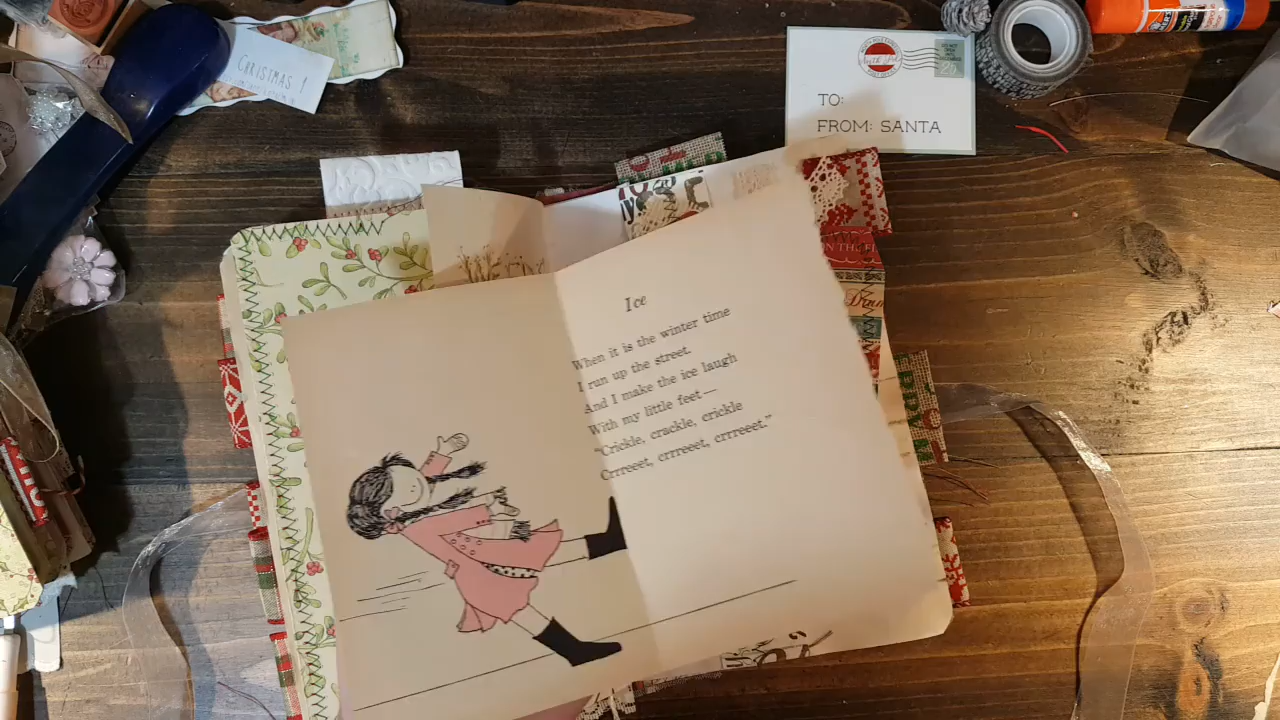 CHRISTMAS!
TO:
FROM: SANTA
Ice
When it is the winter time
I run up the street.
And I make the ice laugh
With my little feet—
"Crickle, crackle, crickle
Crrreeet, crrreeet, crrreeet."